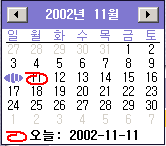 2002년 11월
일 월 화 수 목 금 토
27 28 29 30 31 1 2
3 4 5 6 7 8 9
11 12 13 14 15 16
17 18 19 20 21 22 23
24 25 26 27 28 29 30
1 2 3 4 5 6 7
오늘: 2002-11-11